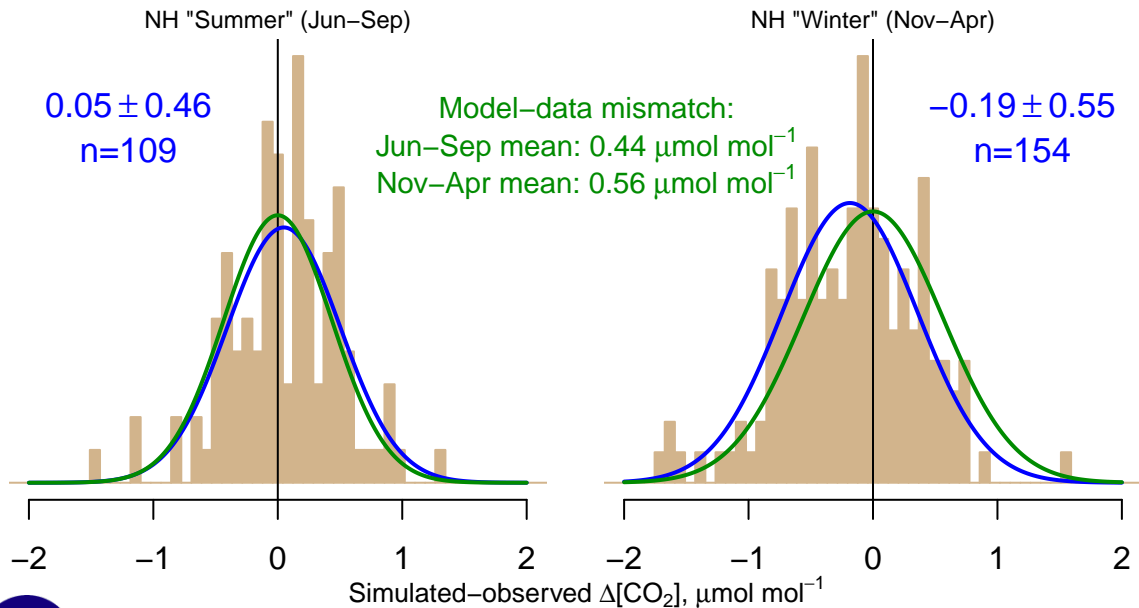 NH "Summer" (Jun−Sep)
NH "Winter" (Nov−Apr)
0.05 ± 0.46
n=109
Model−data mismatch:
Jun−Sep mean: 0.44 μmol mol⁻¹
Nov−Apr mean: 0.56 μmol mol⁻¹
−0.19 ± 0.55
n=154
−2 −1 0 1 2
−2 −1 0 1 2
Simulated−observed Δ[CO₂], μmol mol⁻¹